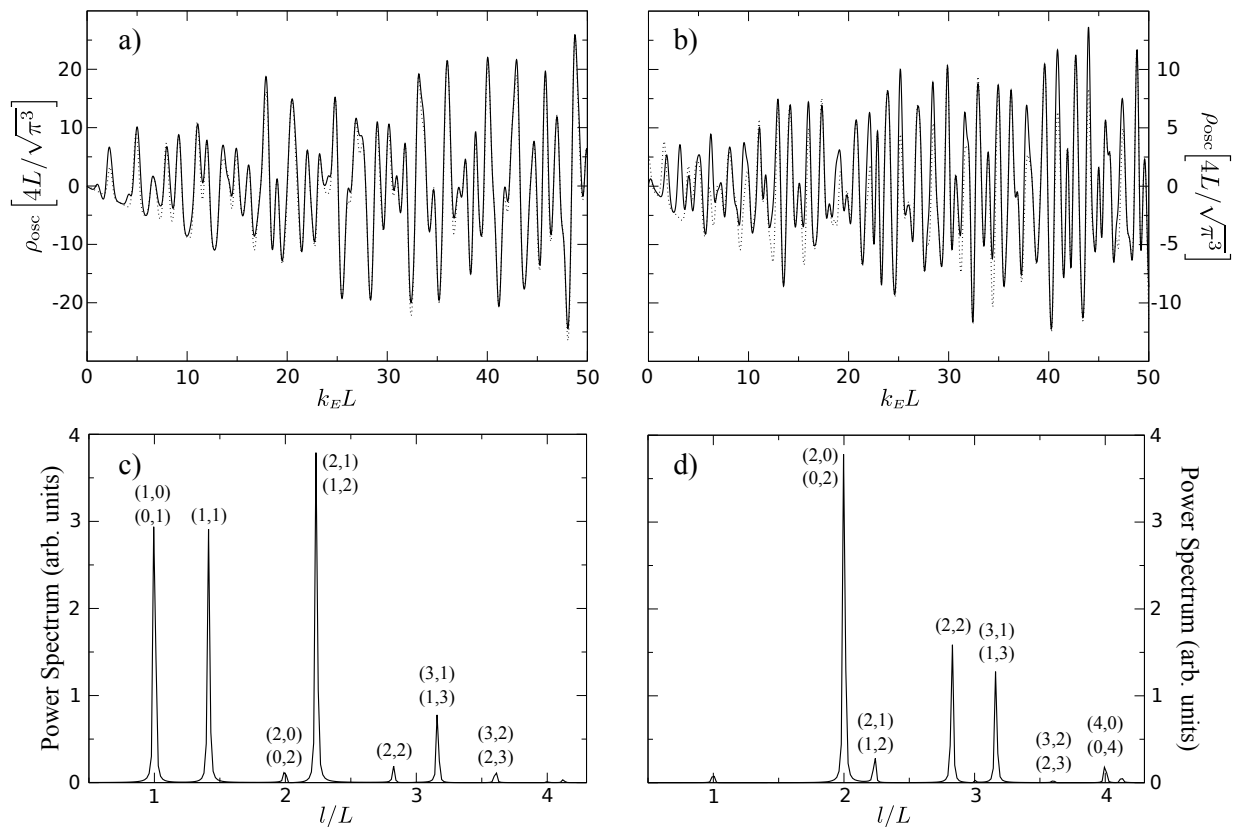 a)
20
10
0
-10
-20
ρosc [4L/√π³]
0 10 20 30 40 50
k_E L
b)
10
5
0
-5
-10
ρosc [4L/√π³]
0 10 20 30 40 50
k_E L
c)
4
3
2
1
0
Power Spectrum (arb. units)
(1,0)
(0,1)
(1,1)
(2,0)
(0,2)
(2,1)
(1,2)
(2,2)
(3,1)
(1,3)
(3,2)
(2,3)
1 2 3 4
l/L
d)
4
3
2
1
0
Power Spectrum (arb. units)
(2,0)
(0,2)
(2,1)
(1,2)
(2,2)
(3,1)
(1,3)
(3,2)
(2,3)
(4,0)
(0,4)
1 2 3 4
l/L